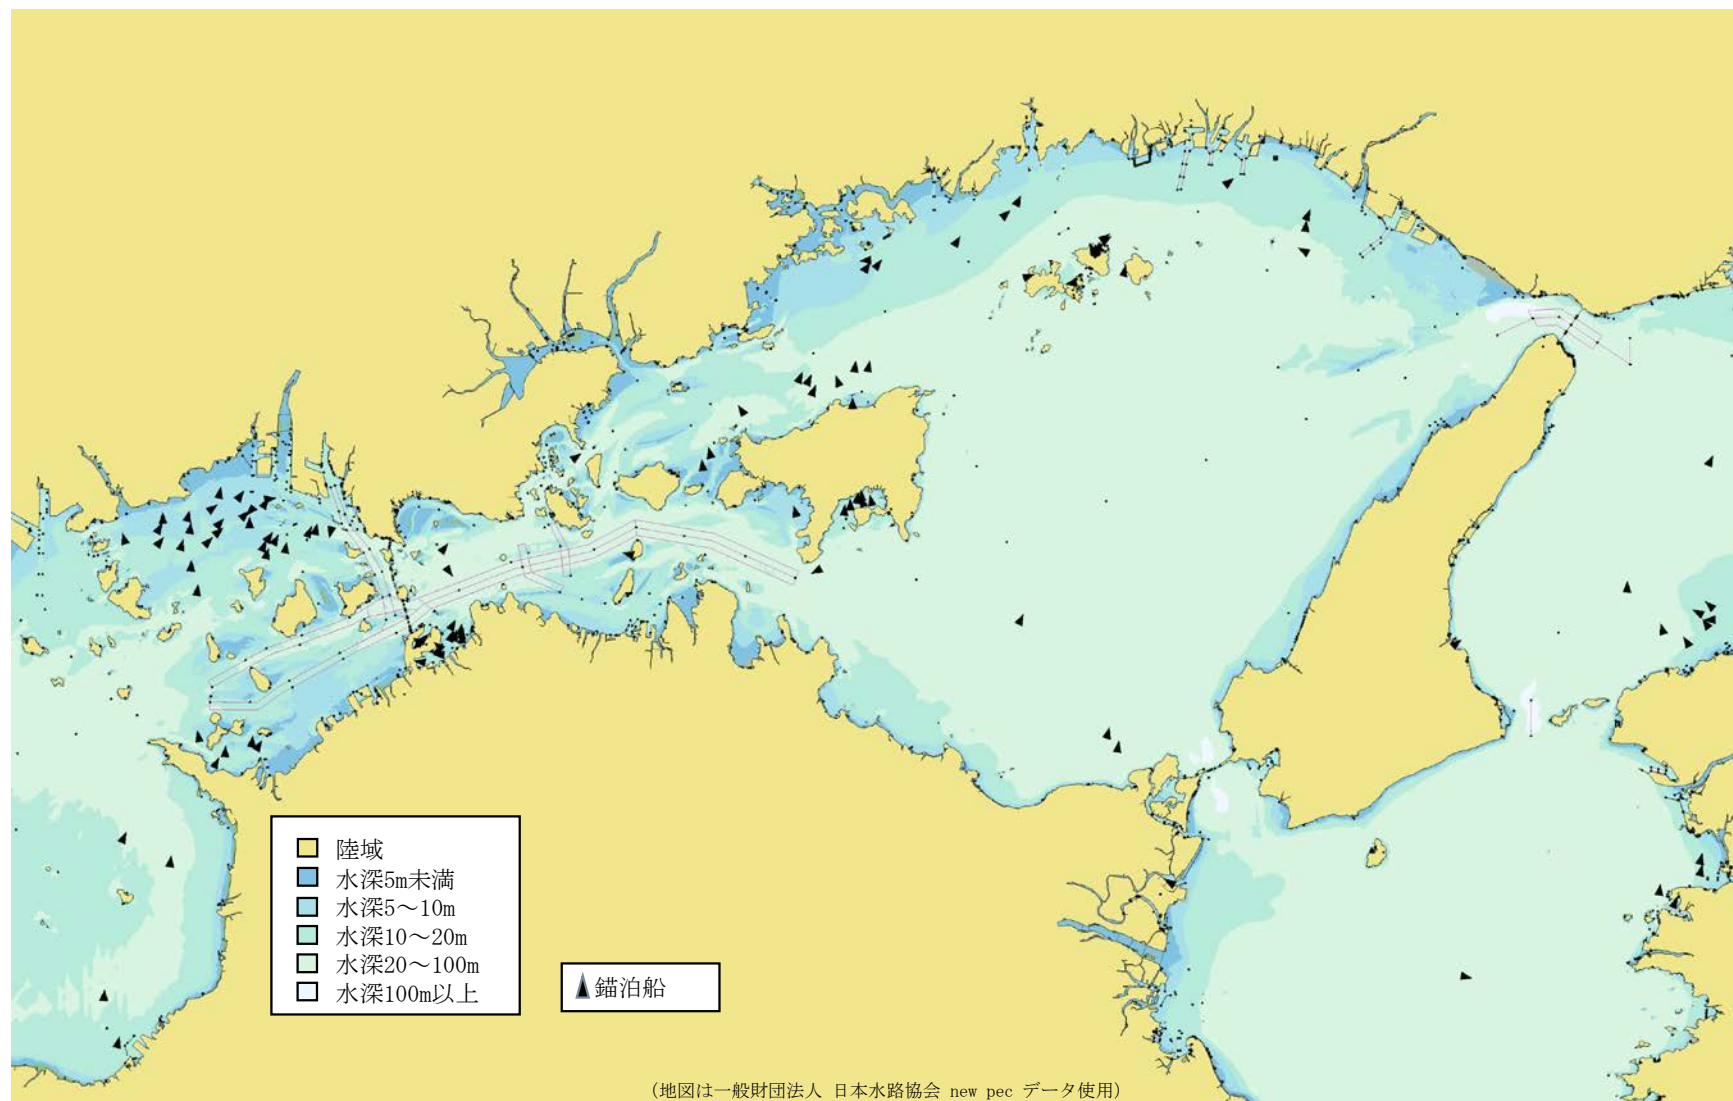 陸域
水深5m未満
水深5～10m
水深10～20m
水深20～100m
水深100m以上
錨泊船
(地図は一般財団法人 日本水路協会 new pec データ使用)